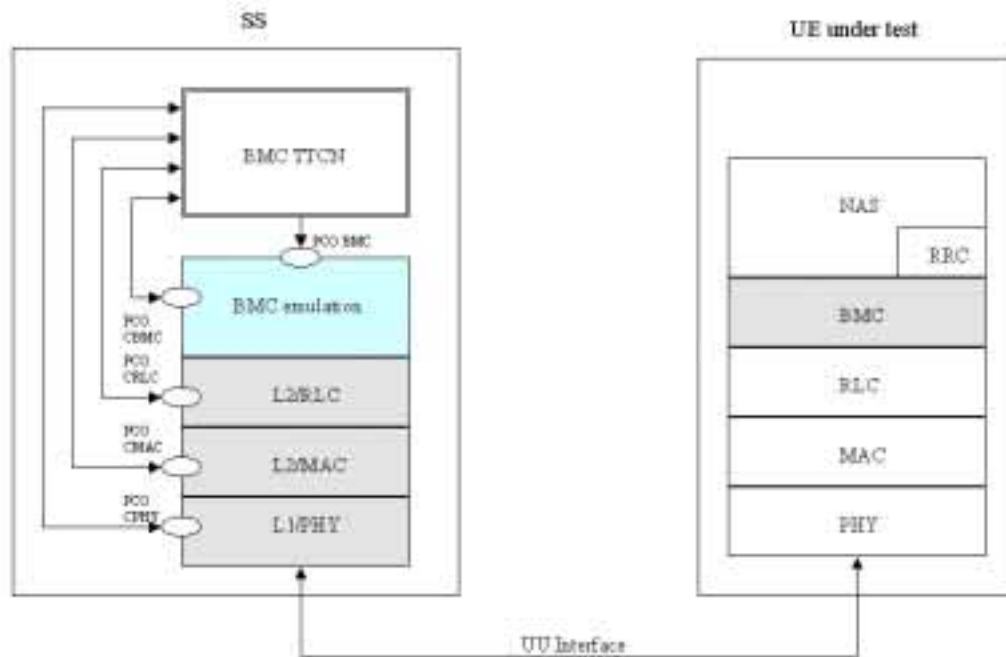 SS
UE under test
BMC TTCN
PCO BMC
BMC emulation
PCO
CBMC
PCO
CRLC
L2/RLC
PCO
CMAC
L2/MAC
PCO
CPHY
L1/PHY
NAS
RRC
BMC
RLC
MAC
PHY
UU Interface